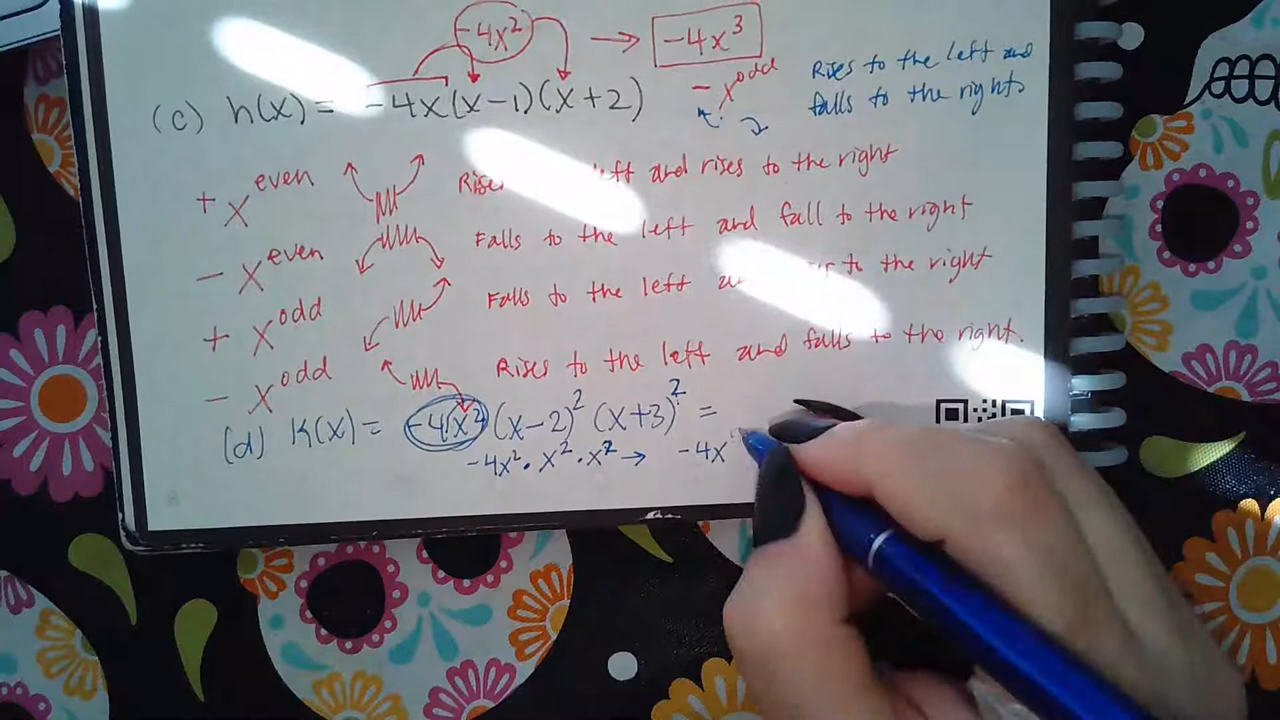 -4x² → -4x³
(c) h(x) = -4x(x-1)(x+2)
- x^odd
Rises to the left and
falls to the right
+ x^even left and rises to the right
- x^even Falls to the left and fall to the right
+ x^odd Falls to the left to the right
- x^odd Rises to the left and falls to the right.
(d) K(x) = -4x² (x-2)² (x+3)² =
-4x² · x² · x² → -4x